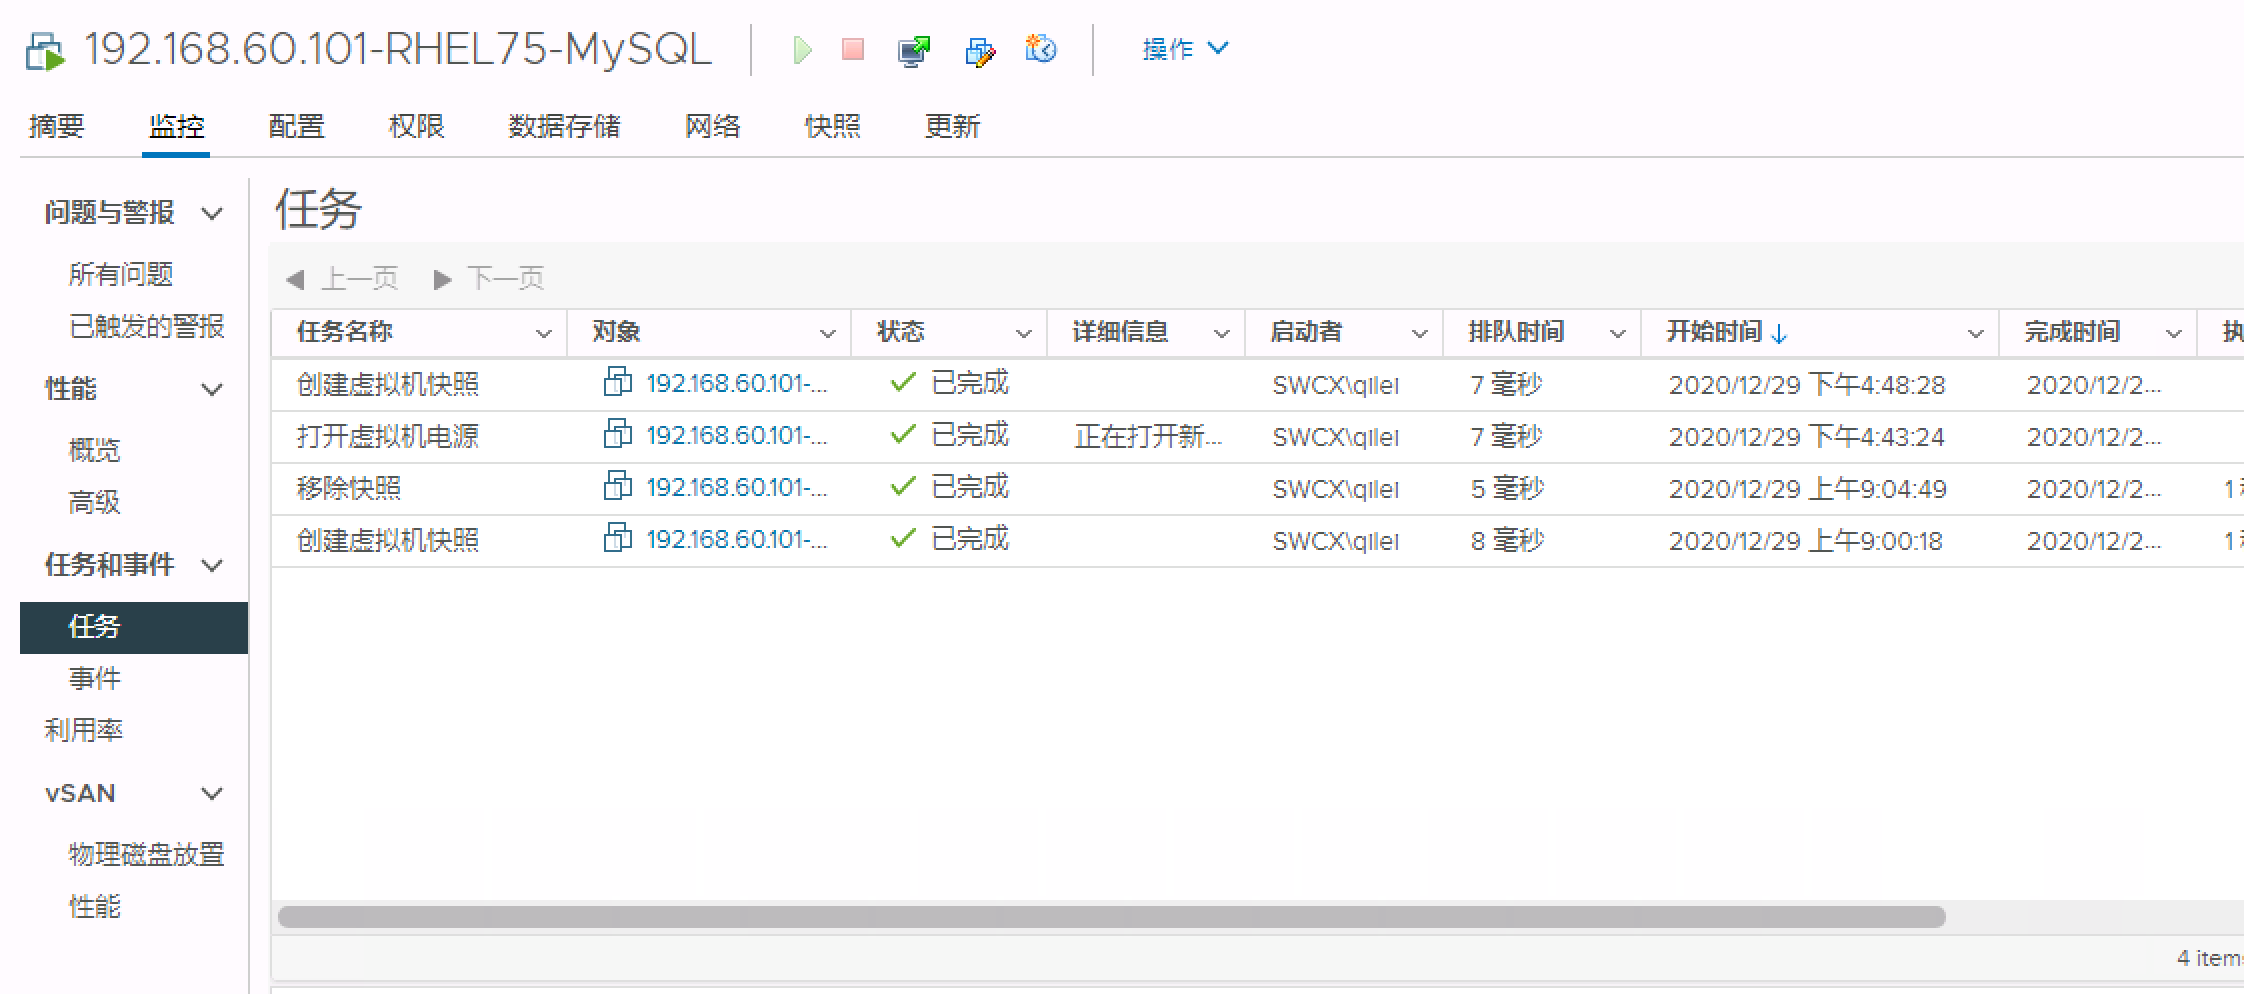 192.168.60.101-RHEL75-MySQL 操作
摘要 监控 配置 权限 数据存储 网络 快照 更新
问题与警报
所有问题
已触发的警报
性能
概览
高级
任务和事件
任务
事件
利用率
vSAN
物理磁盘放置
性能
任务
上一页 下一页
任务名称 对象 状态 详细信息 启动者 排队时间 开始时间 完成时间 执
创建虚拟机快照 192.168.60.101-... 已完成 SWCX\qilei 7 毫秒 2020/12/29 下午4:48:28 2020/12/2...
打开虚拟机电源 192.168.60.101-... 已完成 正在打开新... SWCX\qilei 7 毫秒 2020/12/29 下午4:43:24 2020/12/2...
移除快照 192.168.60.101-... 已完成 SWCX\qilei 5 毫秒 2020/12/29 上午9:04:49 2020/12/2... 1
创建虚拟机快照 192.168.60.101-... 已完成 SWCX\qilei 8 毫秒 2020/12/29 上午9:00:18 2020/12/2... 1
4 item